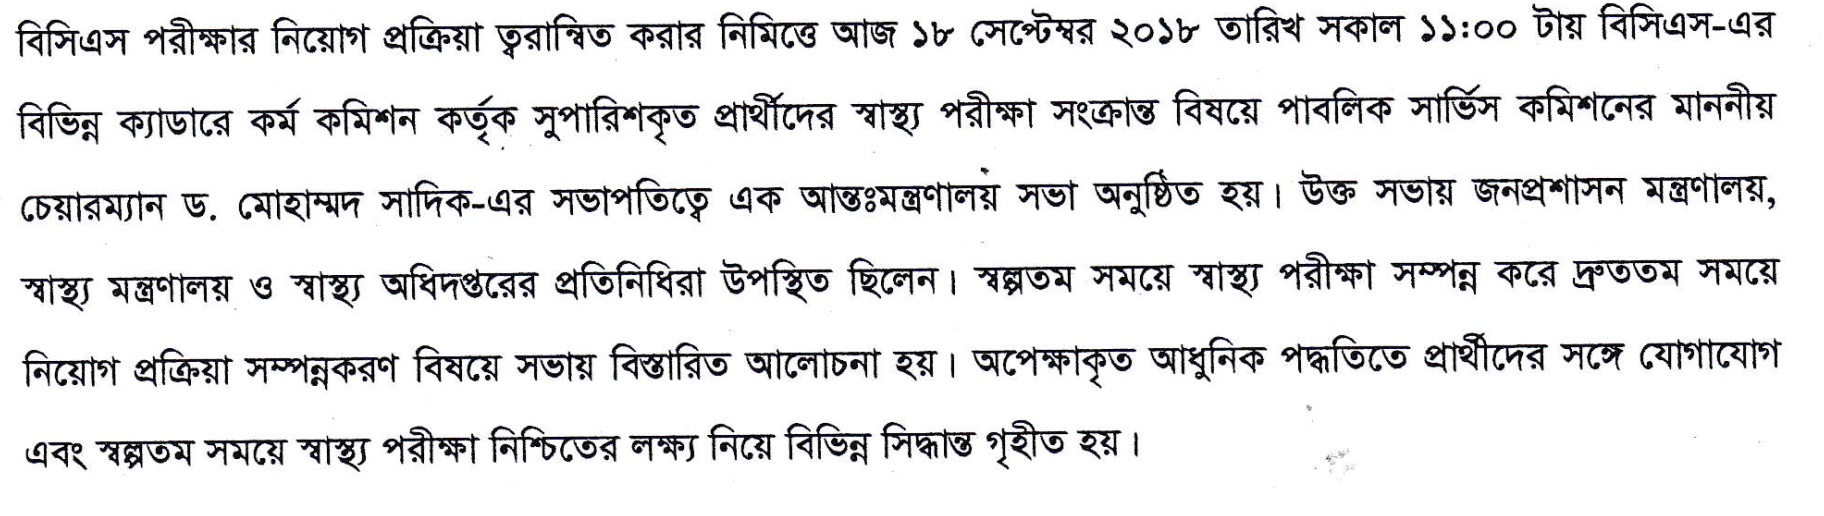 বিসিএস পরীক্ষার নিয়োগ প্রক্রিয়া ত্বরান্বিত করার নিমিত্তে আজ ১৮ সেপ্টেম্বর ২০১৮ তারিখ সকাল ১১:০০ টায় বিসিএস-এর
বিভিন্ন ক্যাডারে কর্ম কমিশন কর্তৃক সুপারিশকৃত প্রার্থীদের স্বাস্থ্য পরীক্ষা সংক্রান্ত বিষয়ে পাবলিক সার্ভিস কমিশনের মাননীয়
চেয়ারম্যান ড. মোহাম্মদ সাদিক-এর সভাপতিত্বে এক আন্তঃমন্ত্রণালয় সভা অনুষ্ঠিত হয়। উক্ত সভায় জনপ্রশাসন মন্ত্রণালয়,
স্বাস্থ্য মন্ত্রণালয় ও স্বাস্থ্য অধিদপ্তরের প্রতিনিধিরা উপস্থিত ছিলেন। স্বল্পতম সময়ে স্বাস্থ্য পরীক্ষা সম্পন্ন করে দ্রুততম সময়ে
নিয়োগ প্রক্রিয়া সম্পন্নকরণ বিষয়ে সভায় বিস্তারিত আলোচনা হয়। অপেক্ষাকৃত আধুনিক পদ্ধতিতে প্রার্থীদের সঙ্গে যোগাযোগ
এবং স্বল্পতম সময়ে স্বাস্থ্য পরীক্ষা নিশ্চিতের লক্ষ্য নিয়ে বিভিন্ন সিদ্ধান্ত গৃহীত হয়।